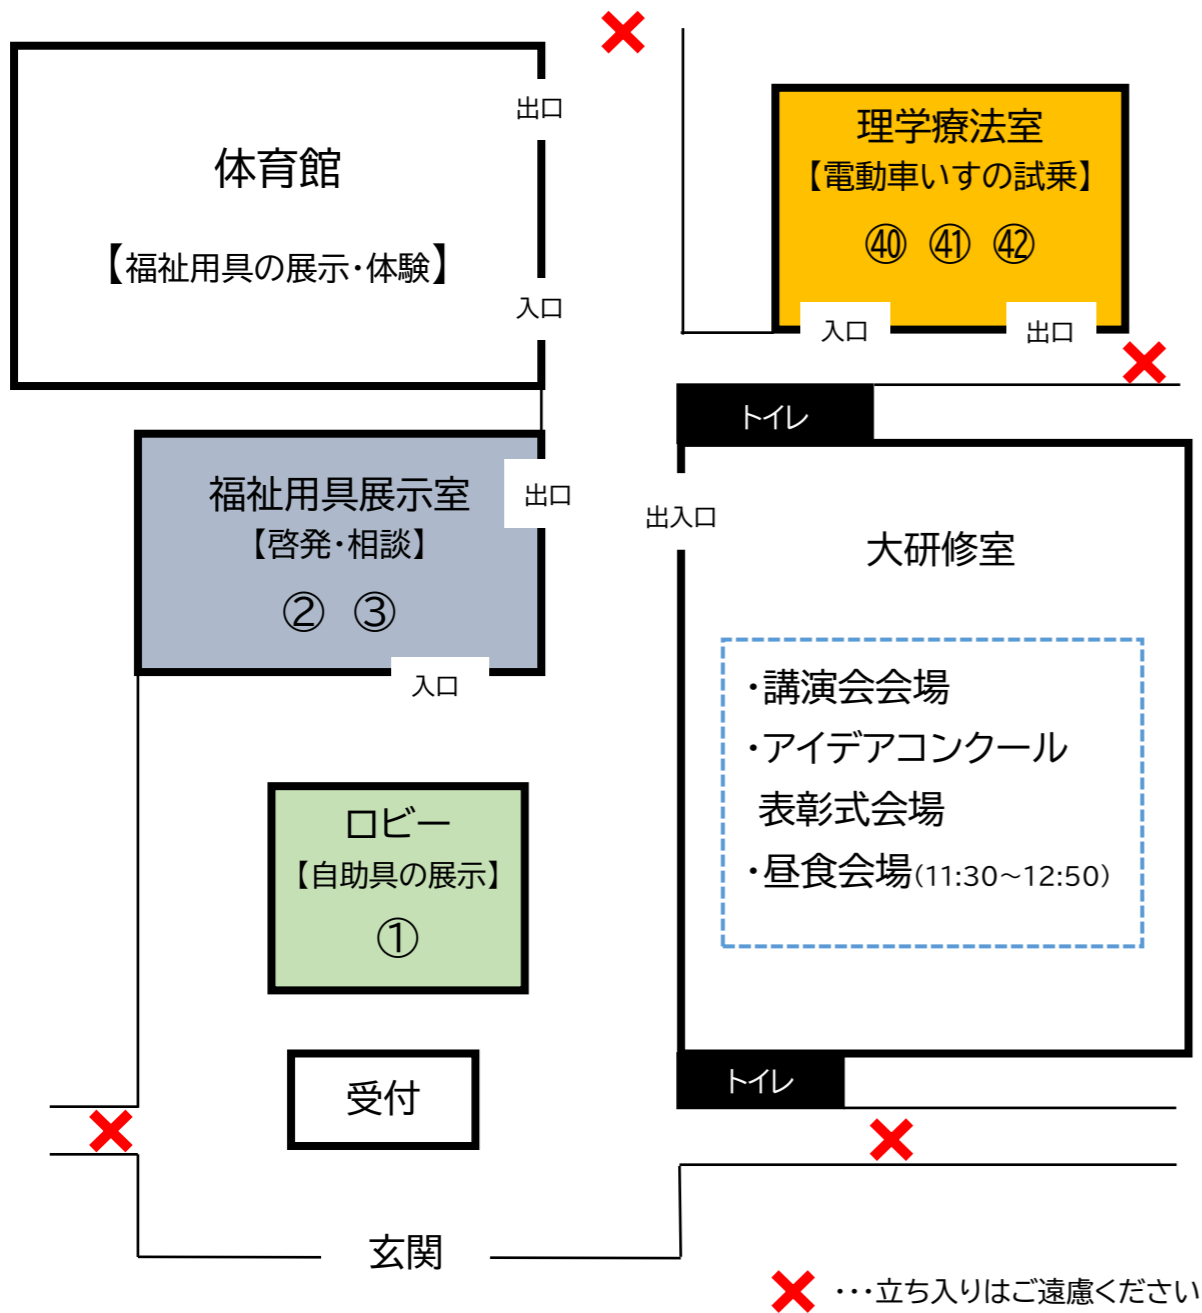 体育館
【福祉用具の展示・体験】
出口
入口
理学療法室
【電動車いすの試乗】
㊵ ㊶ ㊷
入口
出口
トイレ
福祉用具展示室
【啓発・相談】
② ③
出口
入口
出入口
大研修室
・講演会会場
・アイデアコンクール
表彰式会場
・昼食会場(11:30～12:50)
ロビー
【自助具の展示】
①
受付
トイレ
玄関
・・・立ち入りはご遠慮ください